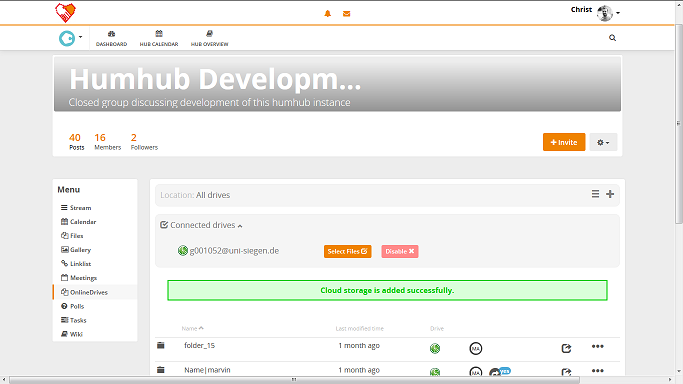 Christ
DASHBOARD
HUB CALENDAR
HUB OVERVIEW
Humhub Developm...
Closed group discussing development of this humhub instance
40 16 2
Posts Members Followers
+ Invite
Menu
Stream
Calendar
Files
Gallery
Linklist
Meetings
OnlineDrives
Polls
Tasks
Wiki
Location: All drives
Connected drives
g001052@uni-siegen.de
Select Files
Disable
Cloud storage is added successfully.
Name Last modified time Drive
folder_15 1 month ago MA
Name|marvin 1 month ago MA